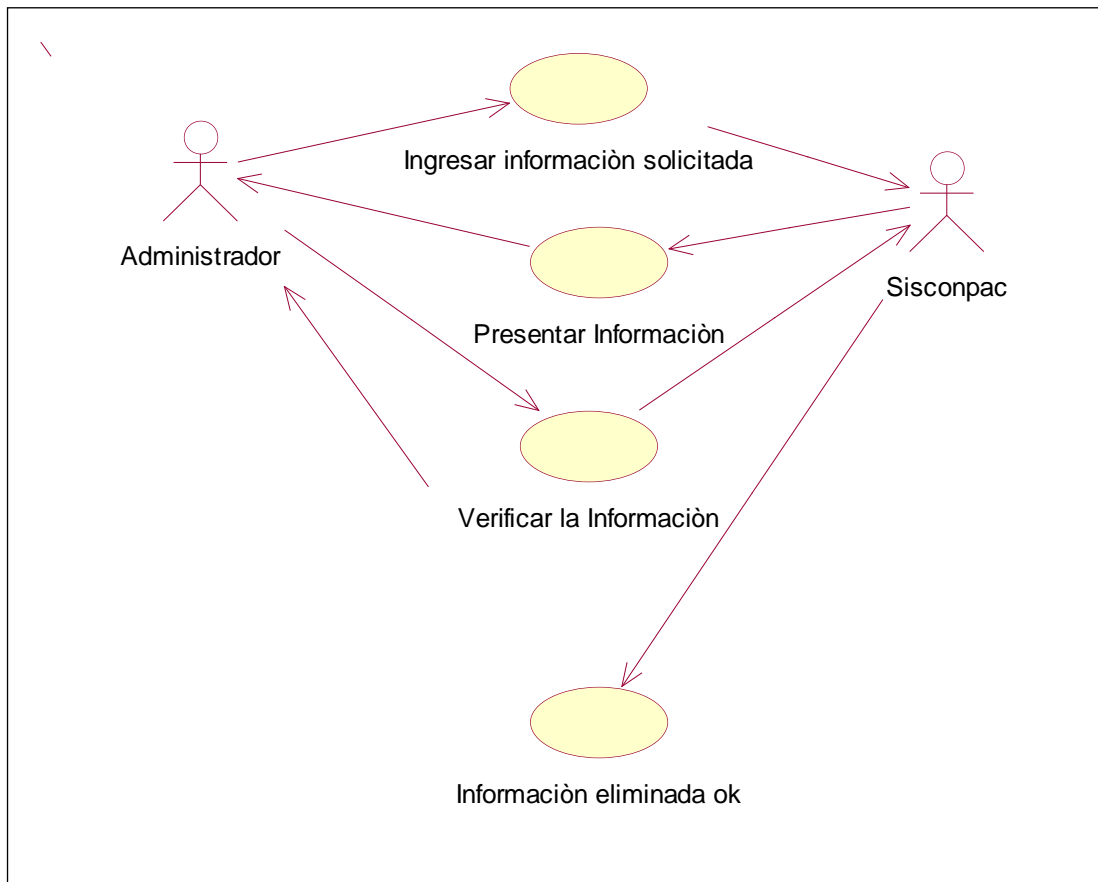 Ingresar informaciòn solicitada
Administrador
Sisconpac
Presentar Informaciòn
Verificar la Informaciòn
Informaciòn eliminada ok